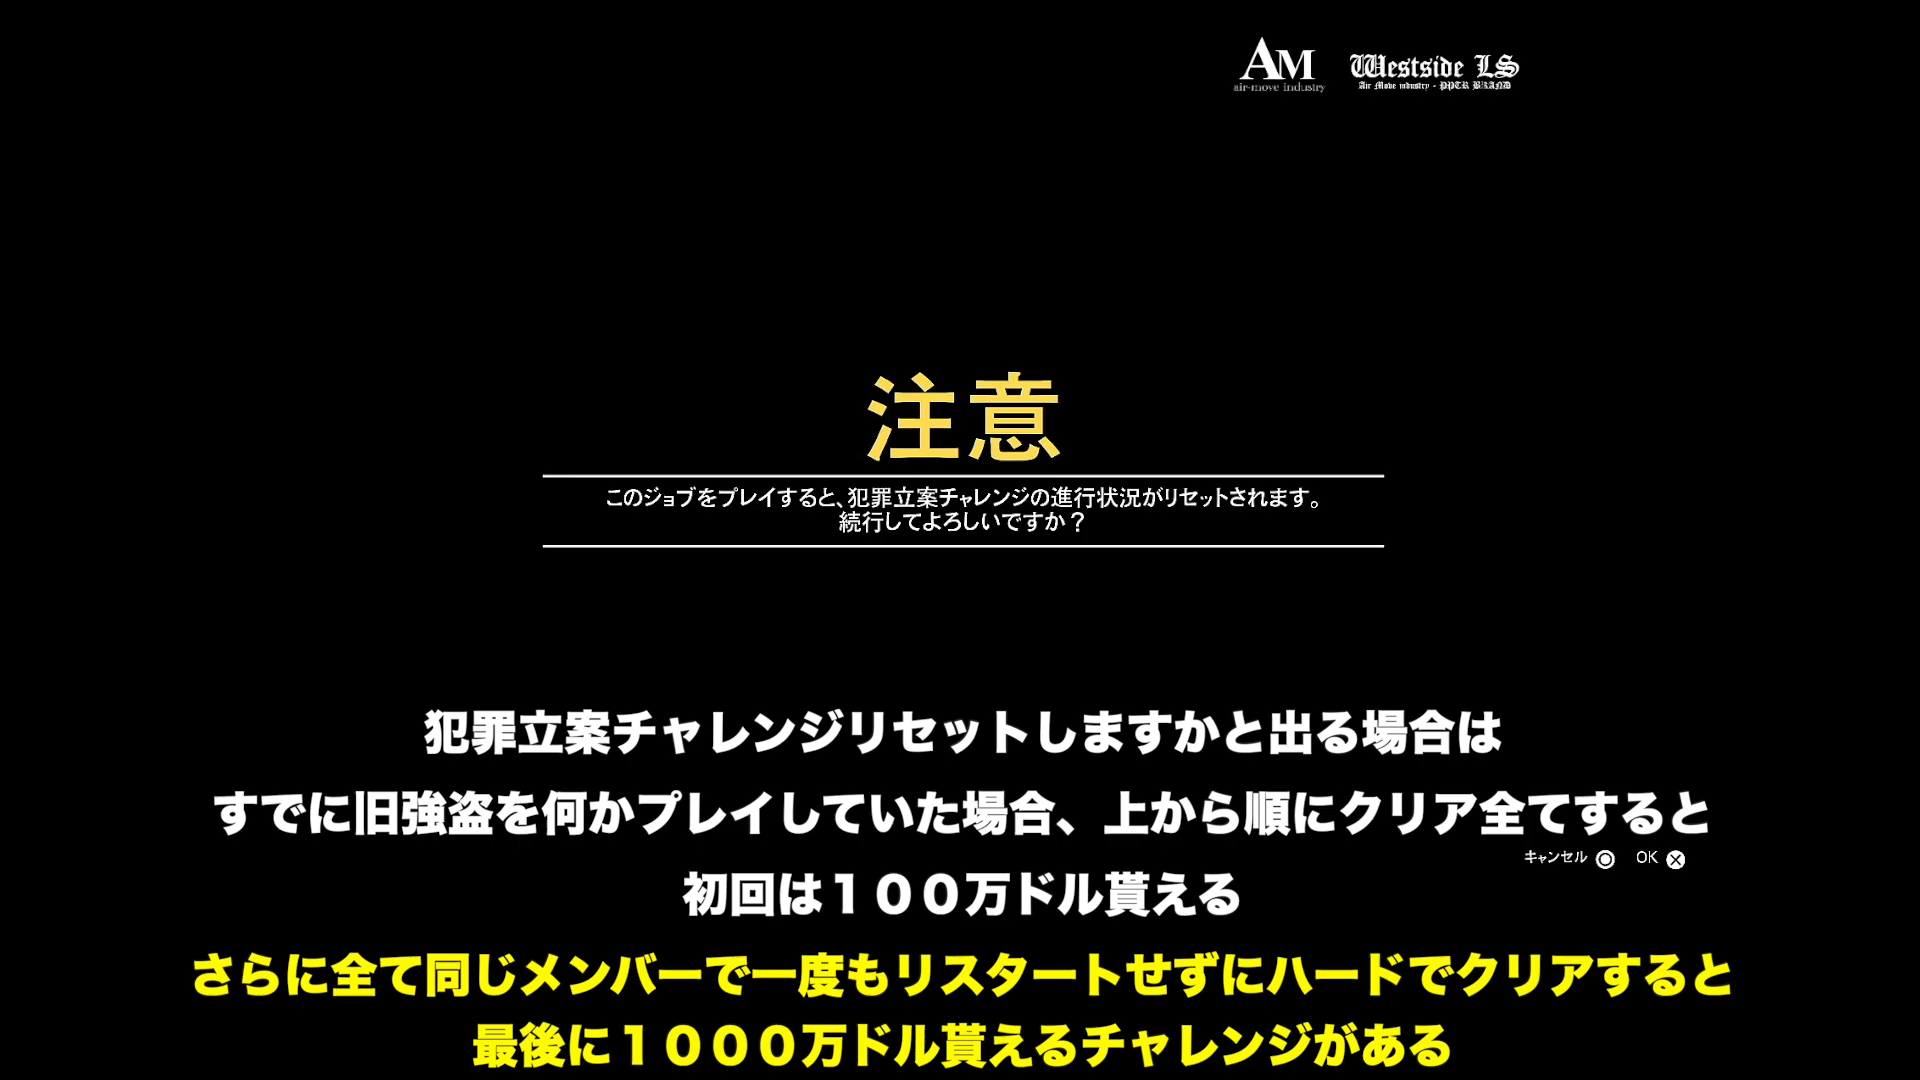 AM
air-move industry
Westside LS
Air Move industry - PPTR BRAND
注意
このジョブをプレイすると、犯罪立案チャレンジの進行状況がリセットされます。
続行してよろしいですか？
犯罪立案チャレンジリセットしますかと出る場合は
すでに旧強盗を何かプレイしていた場合、上から順にクリア全てすると
キャンセル OK
初回は１００万ドル貰える
さらに全て同じメンバーで一度もリスタートせずにハードでクリアすると
最後に１０００万ドル貰えるチャレンジがある